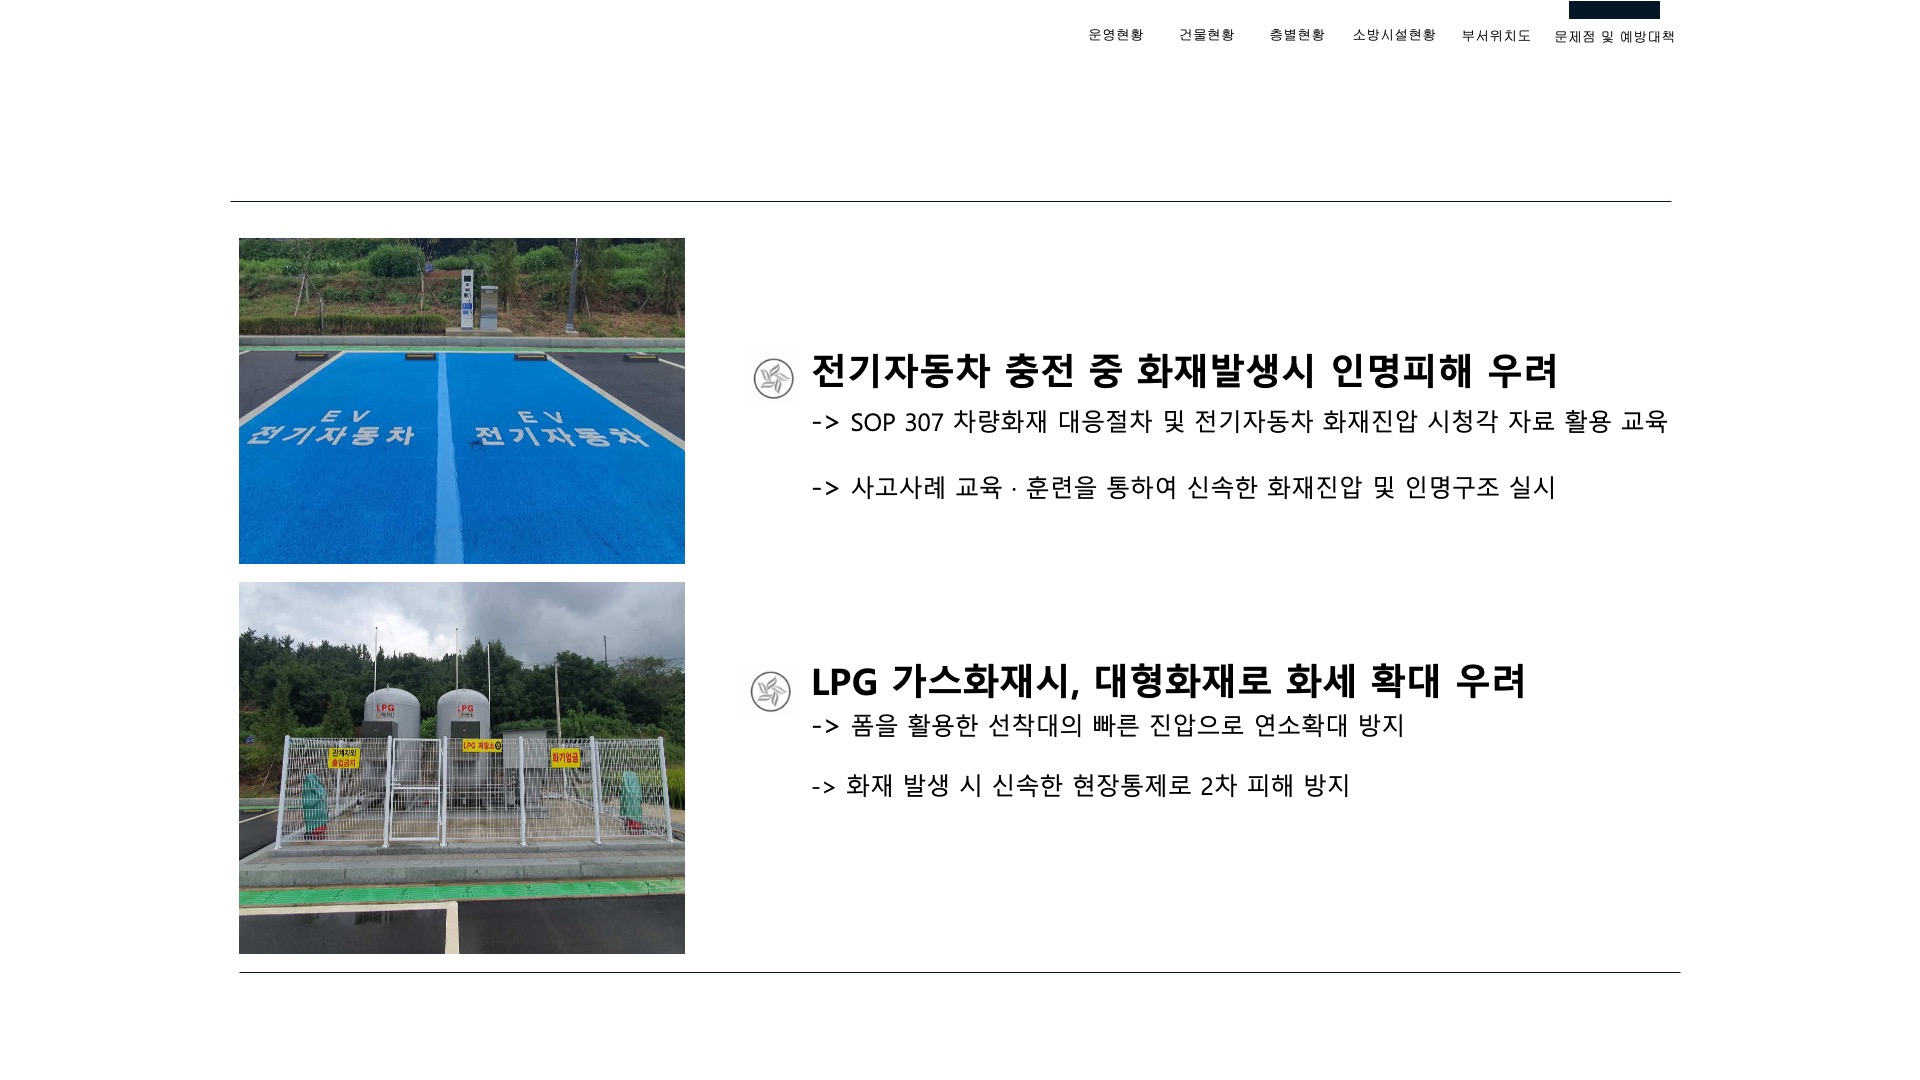 운영현황 건물현황 층별현황 소방시설현황 부서위치도 문제점 및 예방대책
EV EV
전기자동차 전기자동차
전기자동차 충전 중 화재발생시 인명피해 우려
-> SOP 307 차량화재 대응절차 및 전기자동차 화재진압 시청각 자료 활용 교육
-> 사고사례 교육 · 훈련을 통하여 신속한 화재진압 및 인명구조 실시
LPG LPG
LPG 저장소
관계자외
출입금지
화기엄금
LPG 가스화재시, 대형화재로 화세 확대 우려
-> 폼을 활용한 선착대의 빠른 진압으로 연소확대 방지
-> 화재 발생 시 신속한 현장통제로 2차 피해 방지